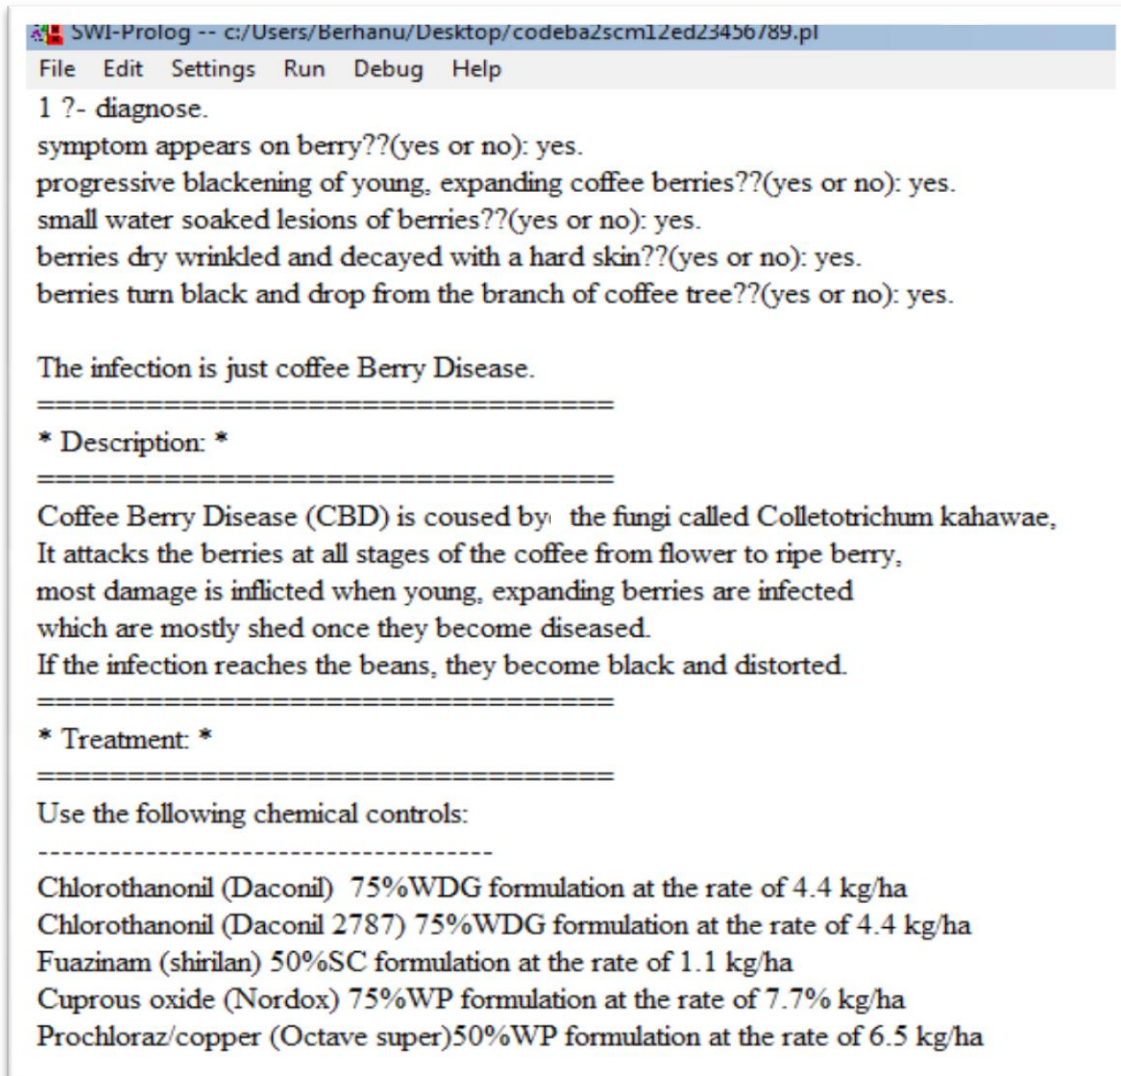 SWI-Prolog -- c:/Users/Berhanu/Desktop/codeba2scm12ed23456789.pl
File Edit Settings Run Debug Help
1 ?- diagnose.
symptom appears on berry??(yes or no): yes.
progressive blackening of young, expanding coffee berries??(yes or no): yes.
small water soaked lesions of berries??(yes or no): yes.
berries dry wrinkled and decayed with a hard skin??(yes or no): yes.
berries turn black and drop from the branch of coffee tree??(yes or no): yes.
The infection is just coffee Berry Disease.
=================================
* Description: *
=================================
Coffee Berry Disease (CBD) is coused by the fungi called Colletotrichum kahawae,
It attacks the berries at all stages of the coffee from flower to ripe berry,
most damage is inflicted when young, expanding berries are infected
which are mostly shed once they become diseased.
If the infection reaches the beans, they become black and distorted.
=================================
* Treatment: *
=================================
Use the following chemical controls:
--------------------------------------
Chlorothanonil (Daconil) 75%WDG formulation at the rate of 4.4 kg/ha
Chlorothanonil (Daconil 2787) 75%WDG formulation at the rate of 4.4 kg/ha
Fuazinam (shirilan) 50%SC formulation at the rate of 1.1 kg/ha
Cuprous oxide (Nordox) 75%WP formulation at the rate of 7.7% kg/ha
Prochloraz/copper (Octave super)50%WP formulation at the rate of 6.5 kg/ha